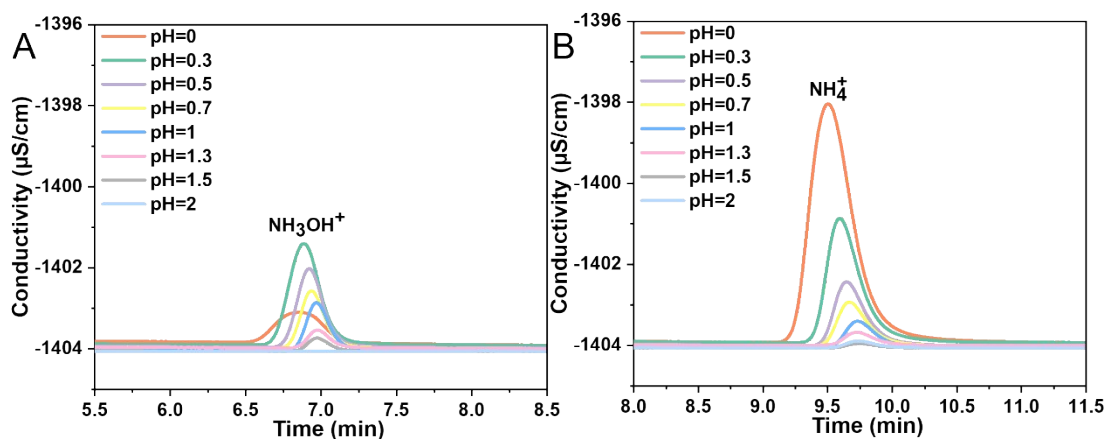 A
Conductivity (µS/cm)
-1396
-1398
-1400
-1402
-1404
pH=0
pH=0.3
pH=0.5
pH=0.7
pH=1
pH=1.3
pH=1.5
pH=2
NH₃OH⁺
5.5 6.0 6.5 7.0 7.5 8.0 8.5
Time (min)
B
Conductivity (µS/cm)
-1396
-1398
-1400
-1402
-1404
pH=0
pH=0.3
pH=0.5
pH=0.7
pH=1
pH=1.3
pH=1.5
pH=2
NH₄⁺
8.0 8.5 9.0 9.5 10.0 10.5 11.0 11.5
Time (min)